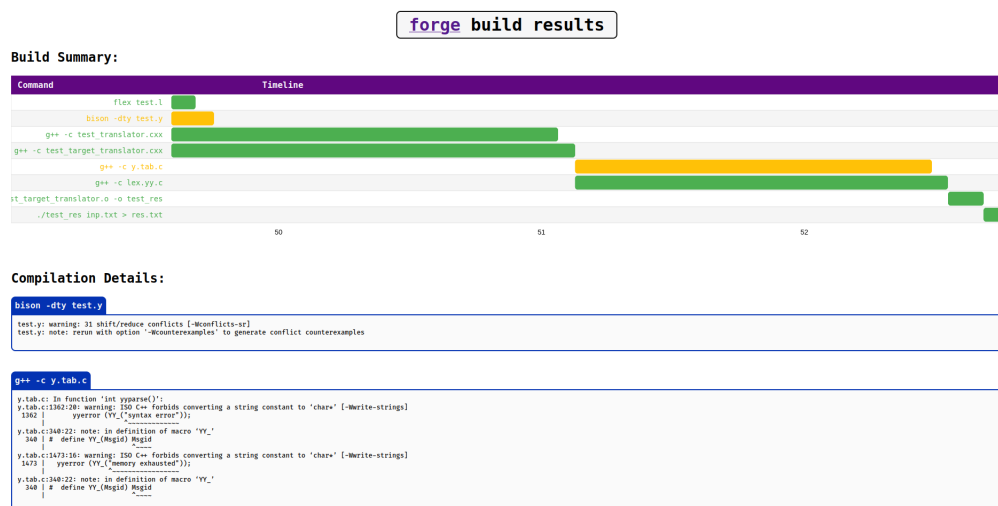 forge build results
Build Summary:
Command Timeline
flex test.l
bison -dty test.y
g++ -c test_translator.cxx
g++ -c test_target_translator.cxx
g++ -c y.tab.c
g++ -c lex.yy.c
st_target_translator.o -o test_res
./test_res inp.txt > res.txt
50 51 52
Compilation Details:
bison -dty test.y
test.y: warning: 31 shift/reduce conflicts [-Wconflicts-sr]
test.y: note: rerun with option '-Wcounterexamples' to generate conflict counterexamples
g++ -c y.tab.c
y.tab.c: In function ‘int yyparse()’:
y.tab.c:1362:20: warning: ISO C++ forbids converting a string constant to ‘char*’ [-Wwrite-strings]
1362 | yyerror (YY_("syntax error"));
| ^~~~~~~~~~~~~~
y.tab.c:340:22: note: in definition of macro ‘YY_’
340 | # define YY_(Msgid) Msgid
| ^~~~~
y.tab.c:1473:16: warning: ISO C++ forbids converting a string constant to ‘char*’ [-Wwrite-strings]
1473 | yyerror (YY_("memory exhausted"));
| ^~~~~~~~~~~~~~~~~~
y.tab.c:340:22: note: in definition of macro ‘YY_’
340 | # define YY_(Msgid) Msgid
| ^~~~~